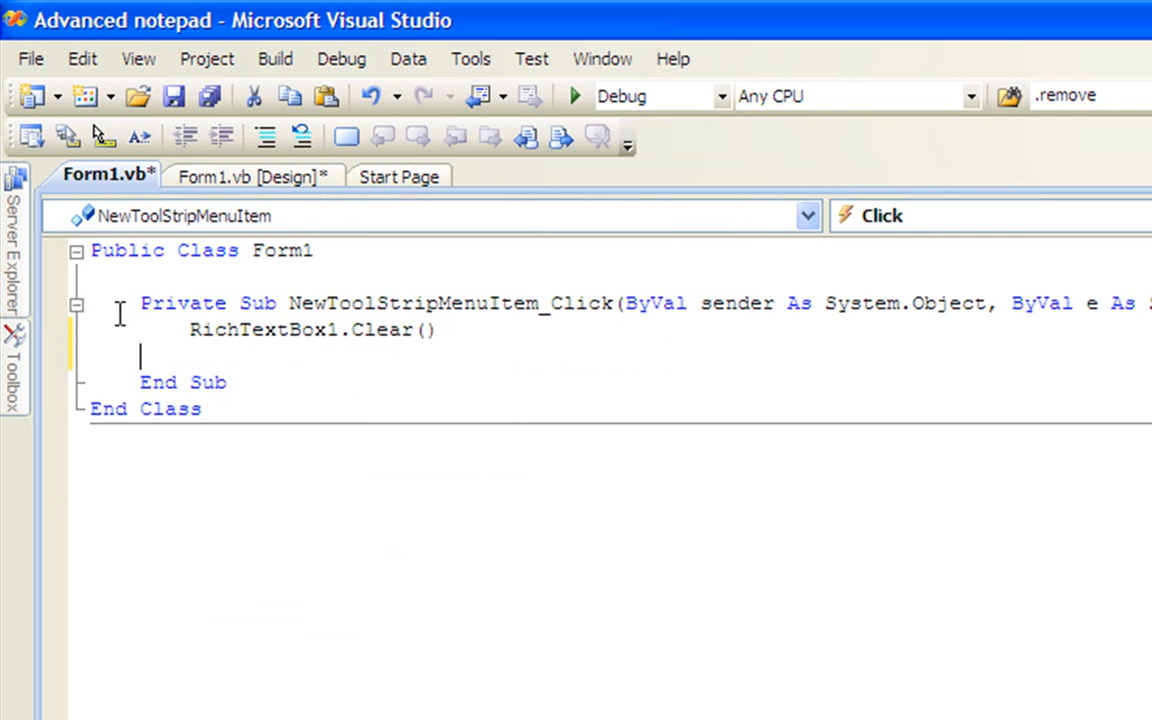 Advanced notepad - Microsoft Visual Studio
File Edit View Project Build Debug Data Tools Test Window Help
Debug Any CPU .remove
Form1.vb* Form1.vb [Design]* Start Page
NewToolStripMenuItem Click
Server Explorer
Toolbox
Public Class Form1
Private Sub NewToolStripMenuItem_Click(ByVal sender As System.Object, ByVal e As S
RichTextBox1.Clear()
End Sub
End Class